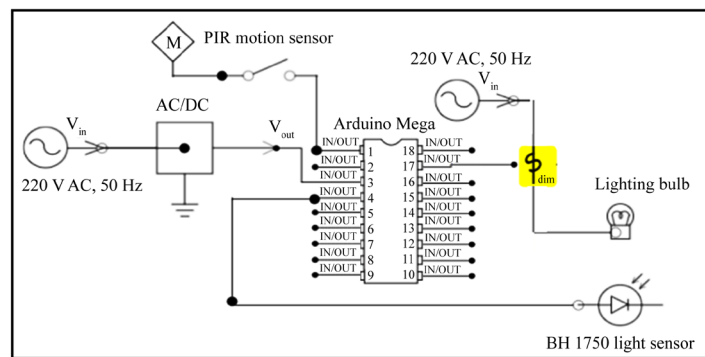 M
PIR motion sensor
220 V AC, 50 Hz
V in
AC/DC
V in
V out
Arduino Mega
220 V AC, 50 Hz
IN/OUT 1 18 IN/OUT
IN/OUT 2 17 IN/OUT
IN/OUT 3 16 IN/OUT
IN/OUT 4 15 IN/OUT
IN/OUT 5 14 IN/OUT
IN/OUT 6 13 IN/OUT
IN/OUT 7 12 IN/OUT
IN/OUT 8 11 IN/OUT
IN/OUT 9 10 IN/OUT
S dim
Lighting bulb
BH 1750 light sensor